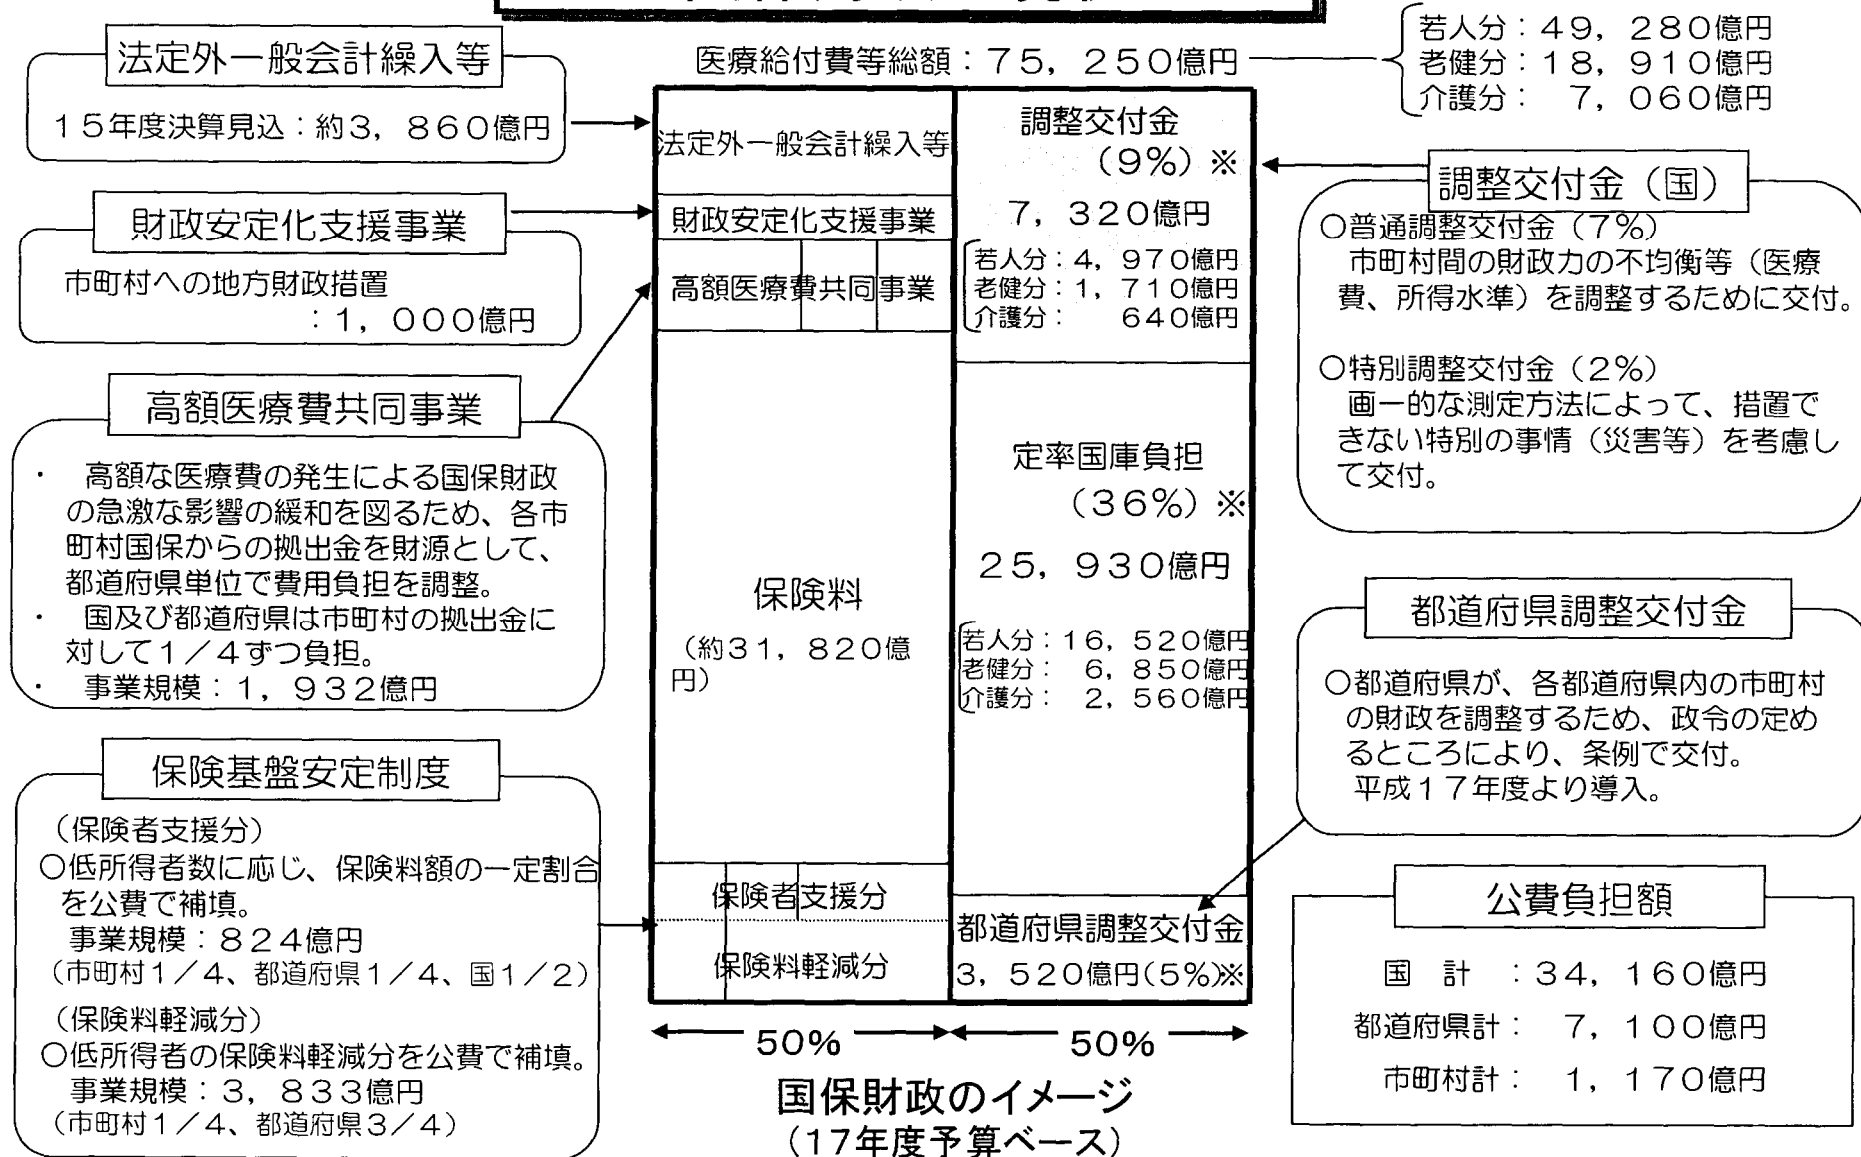 医療給付費等総額：75，250億円
若人分：49，280億円
老健分：18，910億円
介護分：　7，060億円
法定外一般会計繰入等
15年度決算見込：約3，860億円
財政安定化支援事業
市町村への地方財政措置
：1，000億円
高額医療費共同事業
・　高額な医療費の発生による国保財政
の急激な影響の緩和を図るため、各市
町村国保からの拠出金を財源として、
都道府県単位で費用負担を調整。
・　国及び都道府県は市町村の拠出金に
対して1／4ずつ負担。
・　事業規模：1，932億円
保険基盤安定制度
（保険者支援分）
○低所得者数に応じ、保険料額の一定割合
を公費で補填。
事業規模：824億円
（市町村1／4、都道府県1／4、国1／2）
（保険料軽減分）
○低所得者の保険料軽減分を公費で補填。
事業規模：3，833億円
（市町村1／4、都道府県3／4）
法定外一般会計繰入等
財政安定化支援事業
高額医療費共同事業
保険料
（約31，820億
円）
保険者支援分
保険料軽減分
調整交付金
（9%）※
7，320億円
若人分：4，970億円
老健分：1，710億円
介護分：　640億円
定率国庫負担
（36%）※
25，930億円
若人分：16，520億円
老健分：　6，850億円
介護分：　2，560億円
都道府県調整交付金
3，520億円(5%)※
50%
50%
国保財政のイメージ
（17年度予算ベース）
調整交付金（国）
○普通調整交付金（7%）
市町村間の財政力の不均衡等（医療
費、所得水準）を調整するために交付。
○特別調整交付金（2%）
画一的な測定方法によって、措置で
きない特別の事情（災害等）を考慮し
て交付。
都道府県調整交付金
○都道府県が、各都道府県内の市町村
の財政を調整するため、政令の定め
るところにより、条例で交付。
平成17年度より導入。
公費負担額
国　計　：34，160億円
都道府県計：　7，100億円
市町村計：　1，170億円